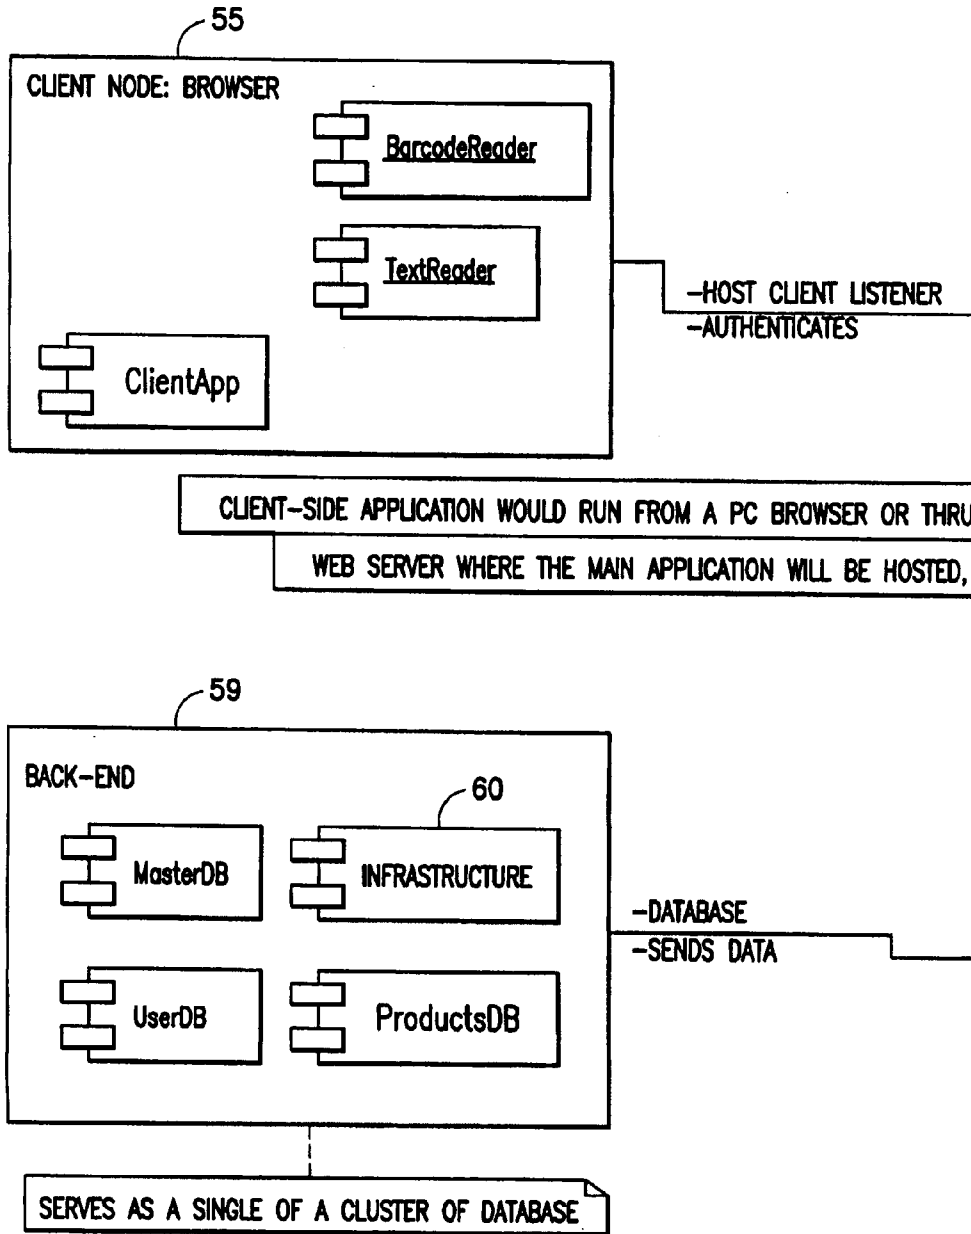 55
CLIENT NODE: BROWSER
BarcodeReader
TextReader
ClientApp
-HOST CLIENT LISTENER
-AUTHENTICATES
CLIENT-SIDE APPLICATION WOULD RUN FROM A PC BROWSER OR THRU
WEB SERVER WHERE THE MAIN APPLICATION WILL BE HOSTED,
59
BACK-END
60
MasterDB
INFRASTRUCTURE
UserDB
ProductsDB
-DATABASE
-SENDS DATA
SERVES AS A SINGLE OF A CLUSTER OF DATABASE